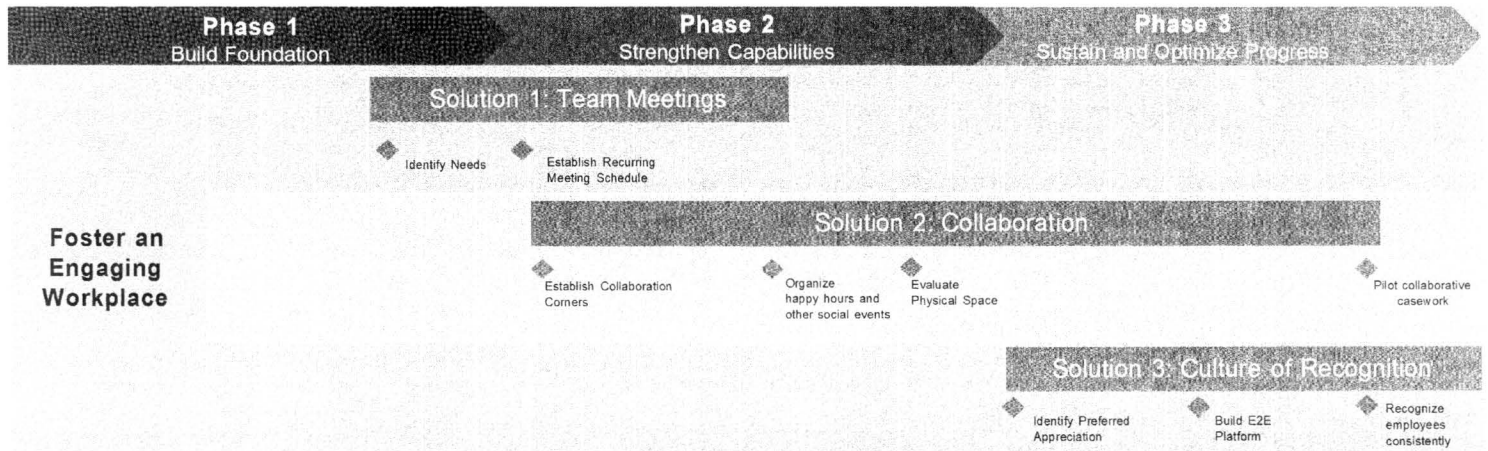 Phase 1
Build Foundation
Phase 2
Strengthen Capabilities
Phase 3
Sustain and Optimize Progress
Solution 1: Team Meetings
Identify Needs
Establish Recurring
Meeting Schedule
Solution 2: Collaboration
Foster an
Engaging
Workplace
Establish Collaboration
Corners
Organize
happy hours and
other social events
Evaluate
Physical Space
Pilot collaborative
casework
Solution 3: Culture of Recognition
Identify Preferred
Appreciation
Build E2E
Platform
Recognize
employees
consistently